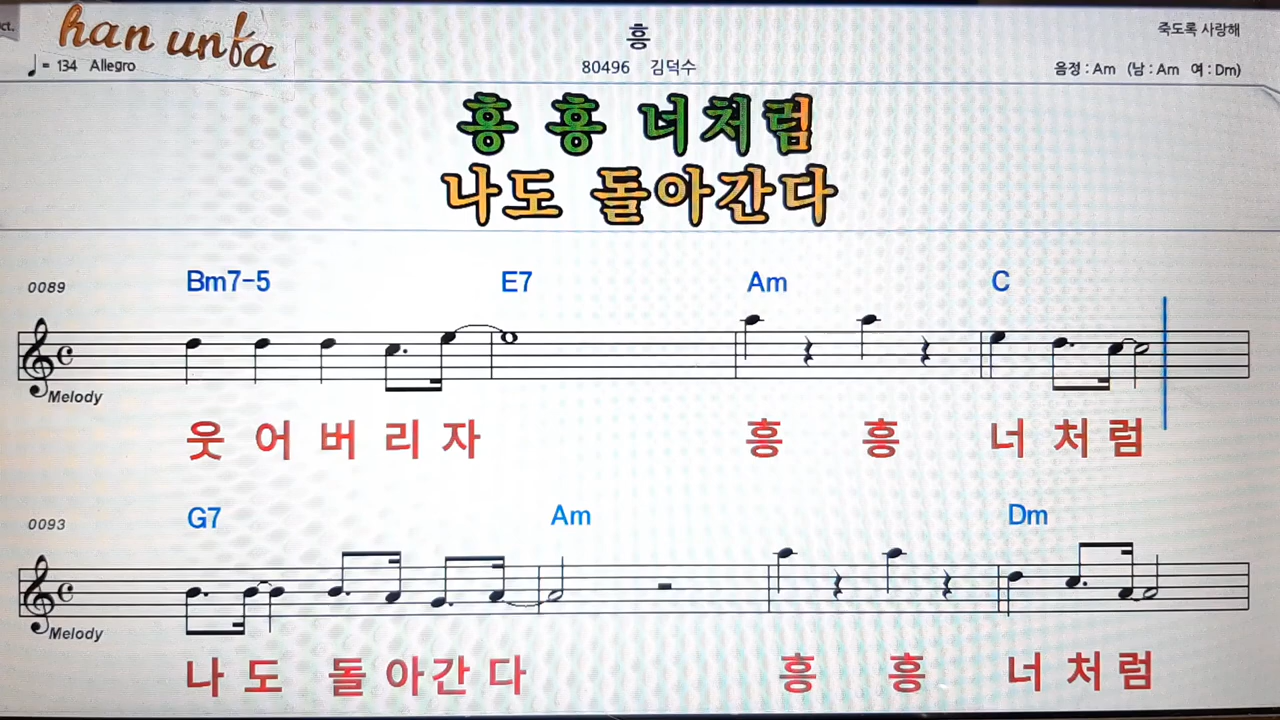 ct.
han unfa
흥
죽도록 사랑해
♩= 134 Allegro
80496 김덕수
음정 : Am (남 : Am 여 : Dm)
흥 흥 너처럼
나도 돌아간다
0089
Bm7-5 E7 Am C
Melody
웃 어 버 리 자 흥 흥 너 처 럼
0093
G7 Am Dm
Melody
나 도 돌 아 간 다 흥 흥 너 처 럼